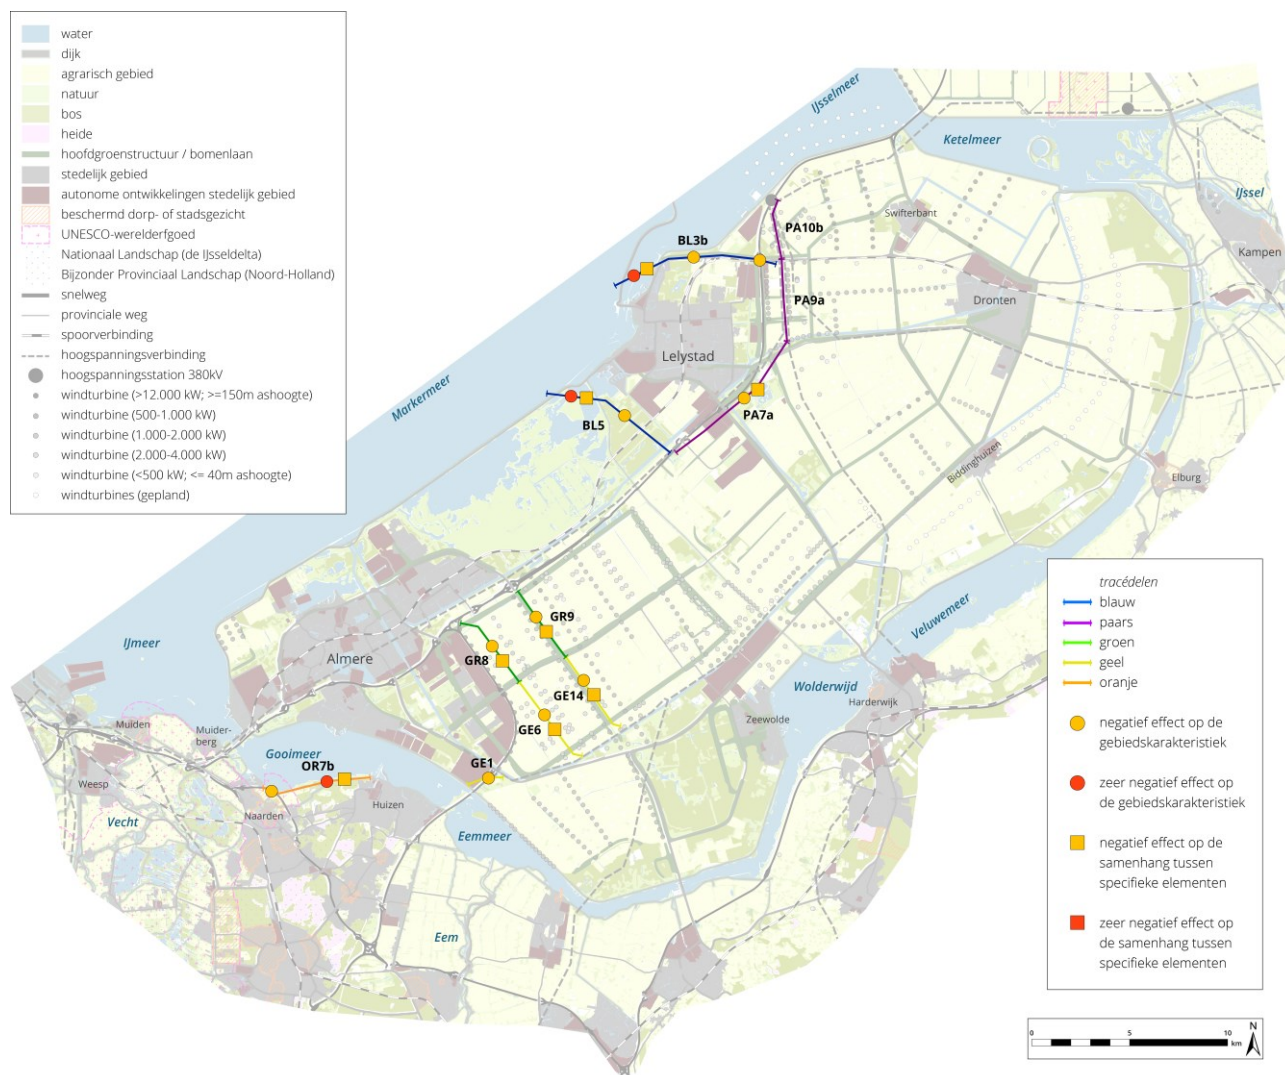 water
dijk
agrarisch gebied
natuur
bos
heide
hoofdgroenstructuur / bomenlaan
stedelijk gebied
autonome ontwikkelingen stedelijk gebied
beschermd dorp- of stadsgezicht
UNESCO-werelderfgoed
Nationaal Landschap (de IJsseldelta)
Bijzonder Provinciaal Landschap (Noord-Holland)
snelweg
provinciale weg
spoorverbinding
hoogspanningsverbinding
hoogspanningsstation 380kV
windturbine (>12.000 kW; >=150m ashoogte)
windturbine (500-1.000 kW)
windturbine (1.000-2.000 kW)
windturbine (2.000-4.000 kW)
windturbine (<500 kW; <= 40m ashoogte)
windturbines (gepland)
IJsselmeer
Ketelmeer
IJssel
Swifterbant
PA10b
BL3b
Kampen
PA9a
Dronten
Lelystad
Markermeer
PA7a
BL5
Biddinghuizen
Elburg
Veluwemeer
GR9
IJmeer
Almere
GR8
GE14
Wolderwijd
Harderwijk
Zeewolde
Muiden
Muider-
berg
GE6
Gooimeer
OR7b
GE1
Weesp
Huizen
Naarden
Vecht
Eemmeer
Eem
tracédelen
blauw
paars
groen
geel
oranje
negatief effect op de
gebiedskarakteristiek
zeer negatief effect op
de gebiedskarakteristiek
negatief effect op de
samenhang tussen
specifieke elementen
zeer negatief effect op
de samenhang tussen
specifieke elementen
0 5 10
km
N